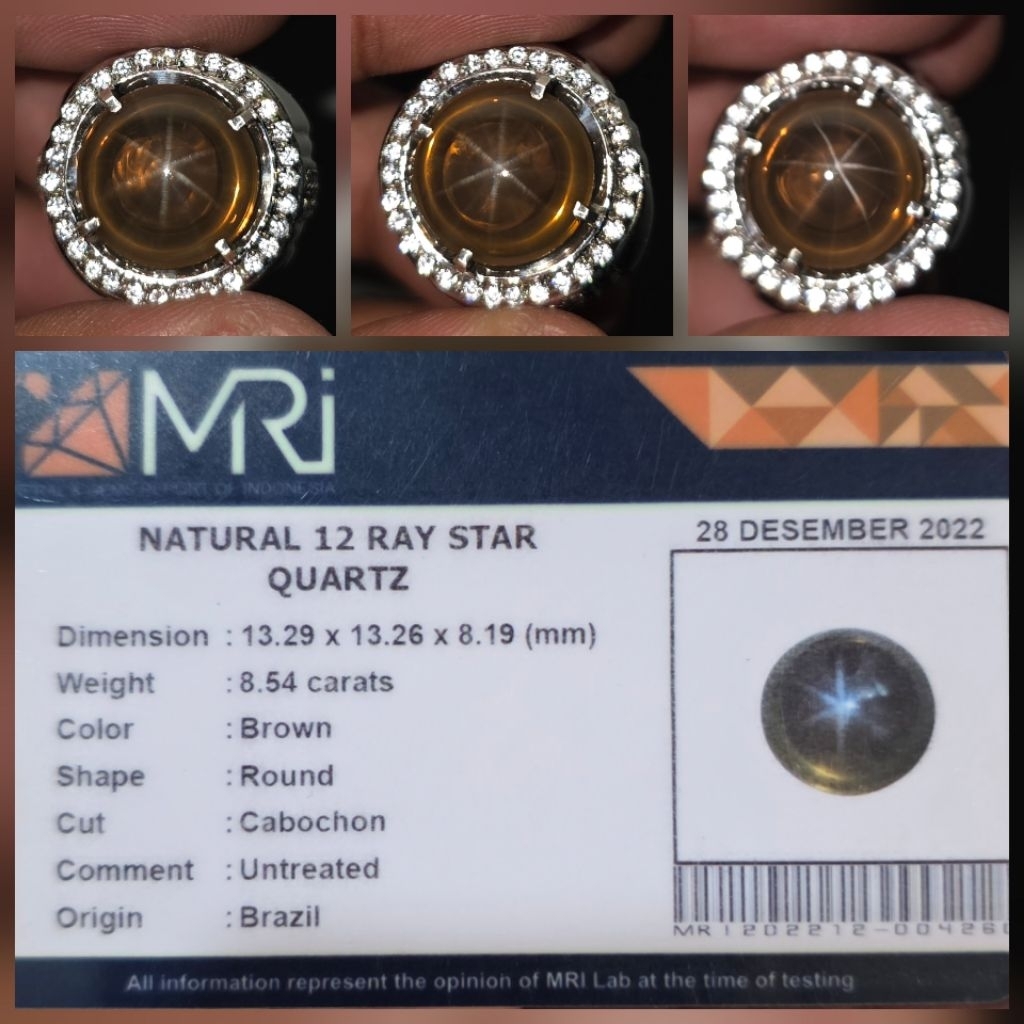 MRi
NATURAL 12 RAY STAR
QUARTZ
28 DESEMBER 2022
Dimension : 13.29 x 13.26 x 8.19 (mm)
Weight : 8.54 carats
Color : Brown
Shape : Round
Cut : Cabochon
Comment : Untreated
Origin : Brazil
All information represent the opinion of MRI Lab at the time of testing